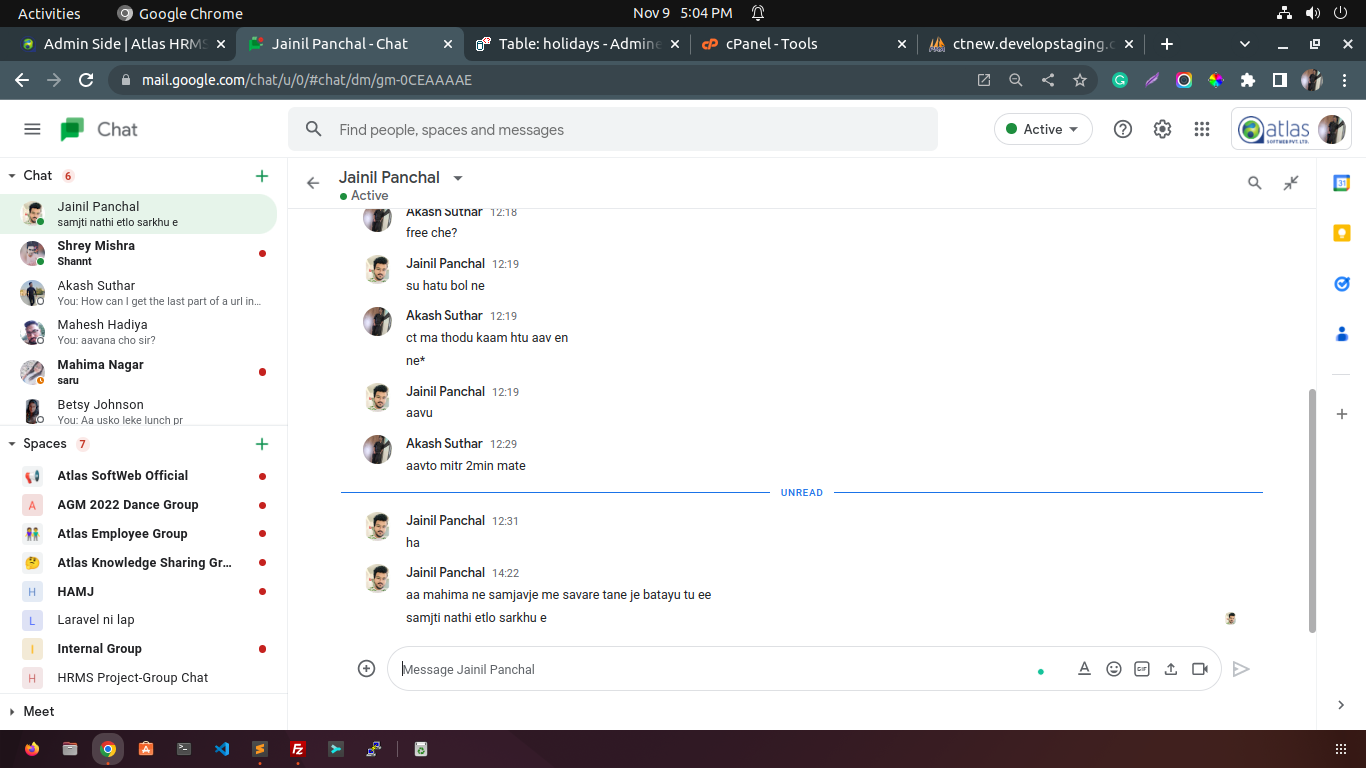 Activities
Google Chrome
Nov 9 5:04 PM
Admin Side | Atlas HRMS
Jainil Panchal - Chat
Table: holidays - Admine
cPanel - Tools
ctnew.developstaging.c
mail.google.com/chat/u/0/#chat/dm/gm-0CEAAAAE
Chat
Find people, spaces and messages
Active
atlas
SOFTWEB PVT. LTD.
Chat 6
Jainil Panchal
samjti nathi etlo sarkhu e
Shrey Mishra
Shannt
Akash Suthar
You: How can I get the last part of a url in...
Mahesh Hadiya
You: aavana cho sir?
Mahima Nagar
saru
Betsy Johnson
You: Aa usko leke lunch pr
Spaces 7
Atlas SoftWeb Official
A AGM 2022 Dance Group
Atlas Employee Group
Atlas Knowledge Sharing Gr...
H HAMJ
L Laravel ni lap
I Internal Group
H HRMS Project-Group Chat
Meet
Jainil Panchal
Active
Akash Suthar 12:18
free che?
Jainil Panchal 12:19
su hatu bol ne
Akash Suthar 12:19
ct ma thodu kaam htu aav en
ne*
Jainil Panchal 12:19
aavu
Akash Suthar 12:29
aavto mitr 2min mate
UNREAD
Jainil Panchal 12:31
ha
Jainil Panchal 14:22
aa mahima ne samjavje me savare tane je batayu tu ee
samjti nathi etlo sarkhu e
Message Jainil Panchal
GIF
31